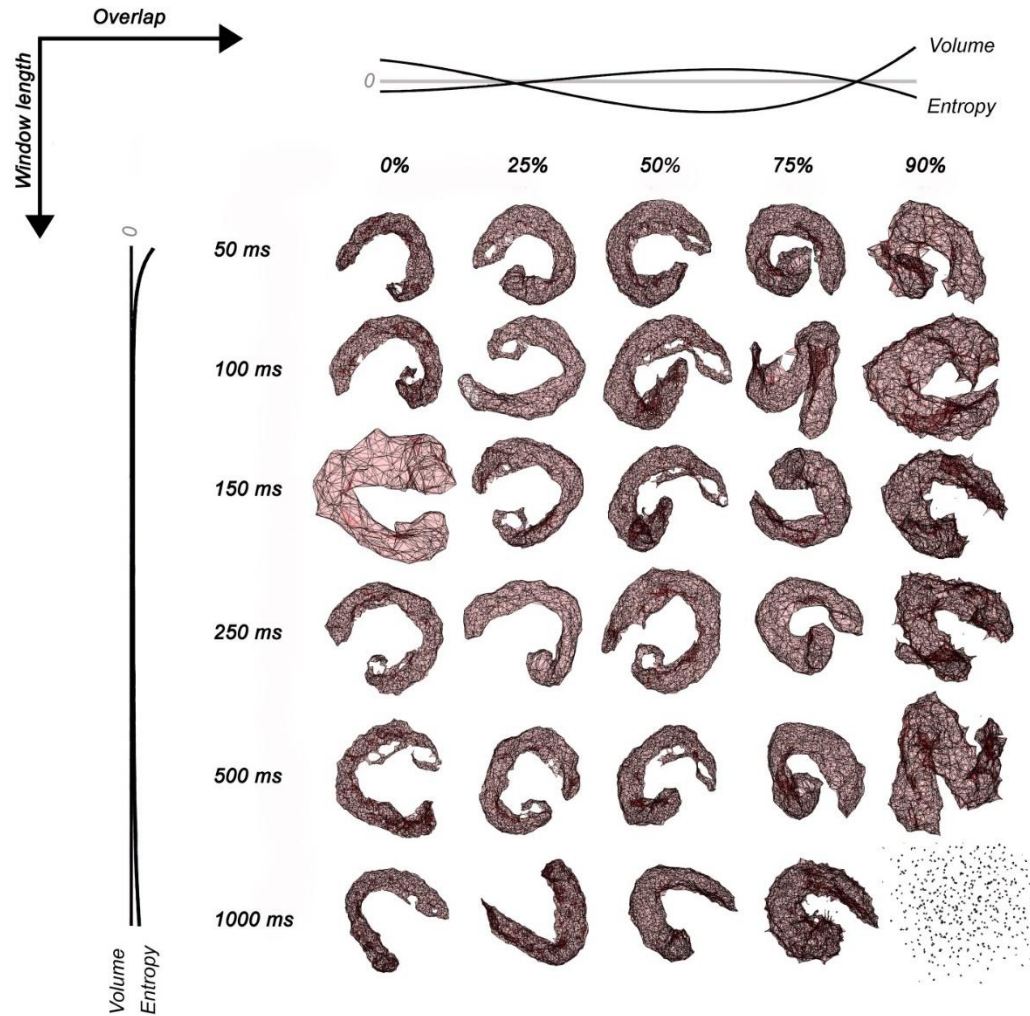 Overlap
Window length
Volume
0
Entropy
0% 25% 50% 75% 90%
0
50 ms
100 ms
150 ms
250 ms
500 ms
1000 ms
Volume
Entropy